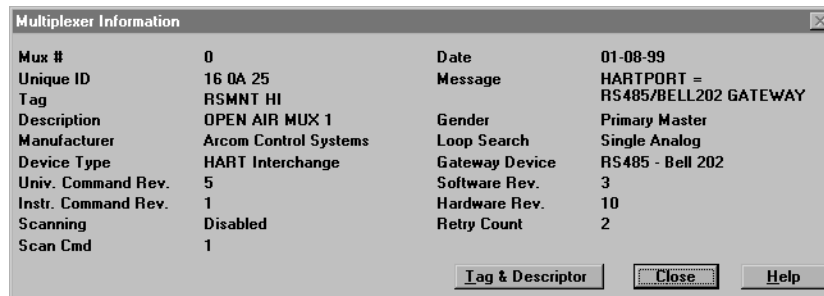 Multiplexer Information
Mux # 0
Unique ID 16 0A 25
Tag RSMNT HI
Description OPEN AIR MUX 1
Manufacturer Arcom Control Systems
Device Type HART Interchange
Univ. Command Rev. 5
Instr. Command Rev. 1
Scanning Disabled
Scan Cmd 1
Date 01-08-99
Message HARTPORT =
RS485/BELL202 GATEWAY
Gender Primary Master
Loop Search Single Analog
Gateway Device RS485 - Bell 202
Software Rev. 3
Hardware Rev. 10
Retry Count 2
Tag & Descriptor Close Help